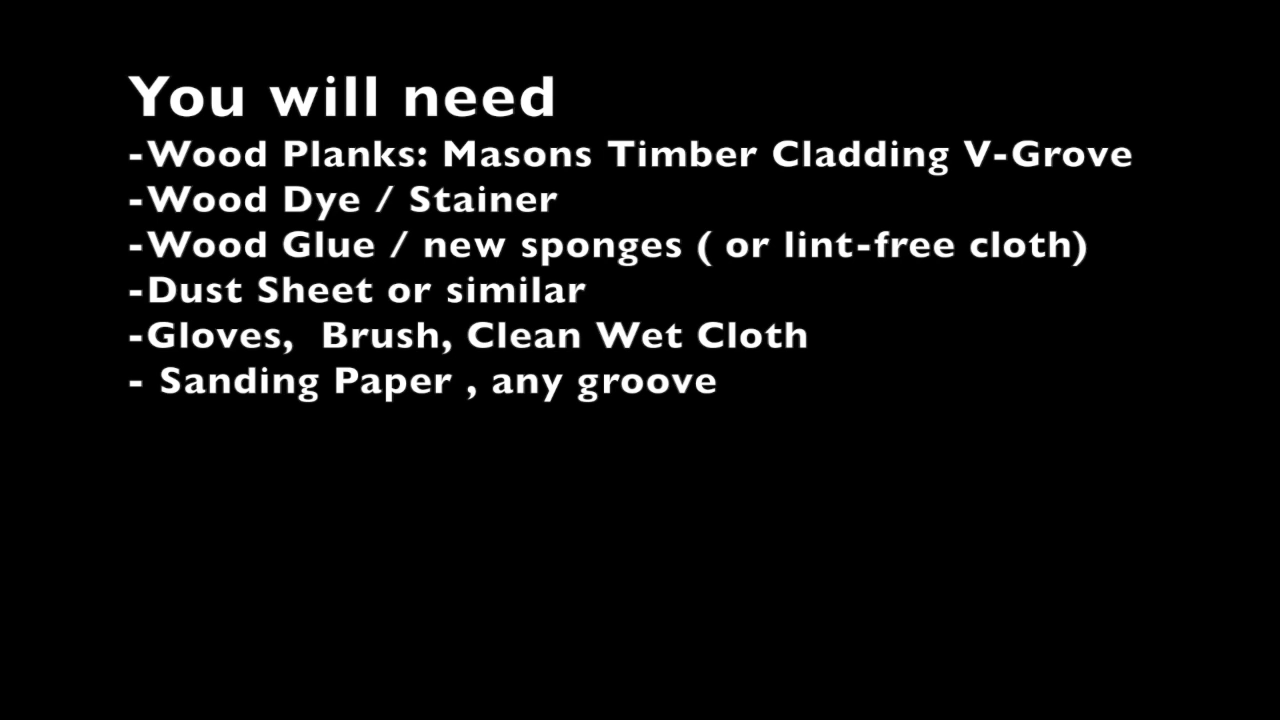 You will need
-Wood Planks: Masons Timber Cladding V-Grove
-Wood Dye / Stainer
-Wood Glue / new sponges ( or lint-free cloth)
-Dust Sheet or similar
-Gloves,  Brush, Clean Wet Cloth
- Sanding Paper , any groove